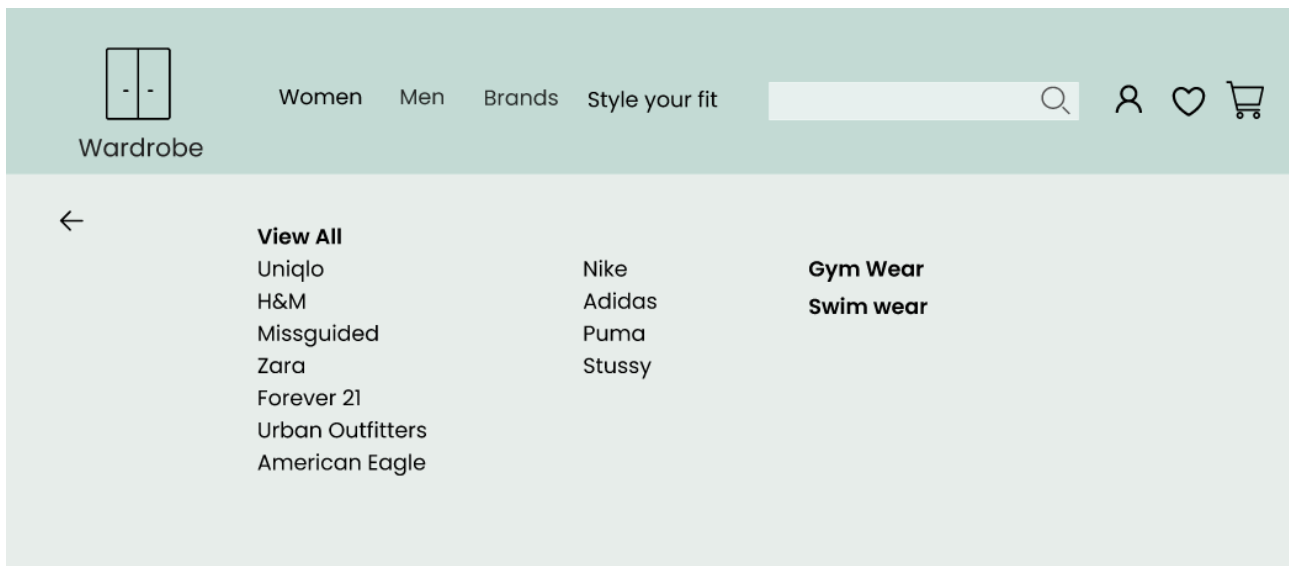 Wardrobe
Women
Men
Brands
Style your fit
View All
Uniqlo
H&M
Missguided
Zara
Forever 21
Urban Outfitters
American Eagle
Nike
Adidas
Puma
Stussy
Gym Wear
Swim wear